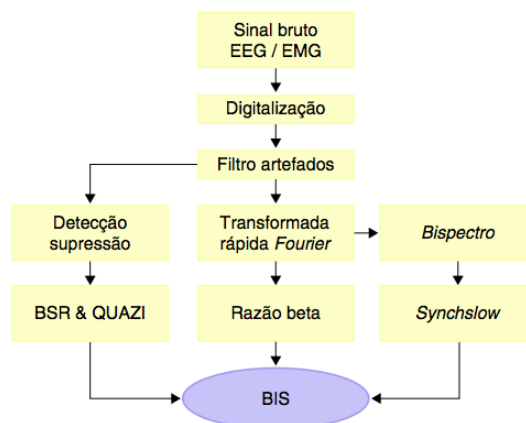 Sinal bruto
EEG / EMG
Digitalização
Filtro artefados
Detecção
supressão
Transformada
rápida Fourier
Bispectro
BSR & QUAZI
Razão beta
Synchslow
BIS